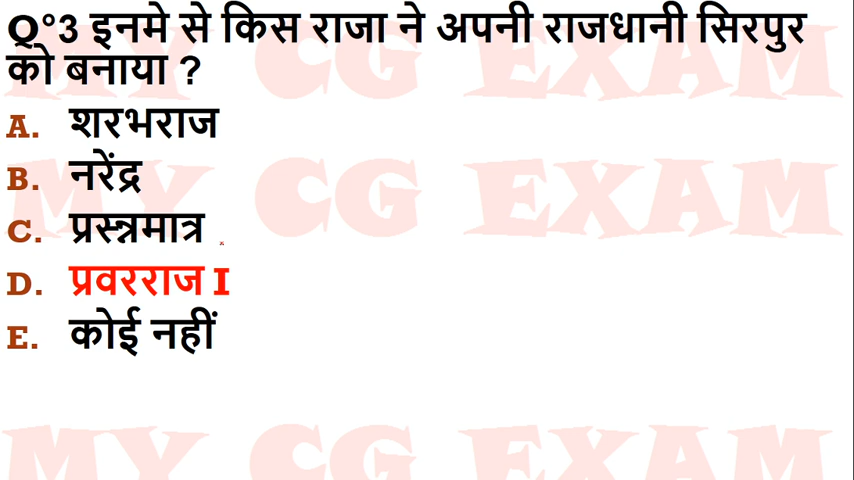 Q°3 इनमे से किस राजा ने अपनी राजधानी सिरपुर
को बनाया ?
A. शरभराज
B. नरेंद्र
C. प्रस्न्नमात्र
D. प्रवरराज I
E. कोई नहीं
MY CG EXAM
MY CG EXAM
MY CG EXAM